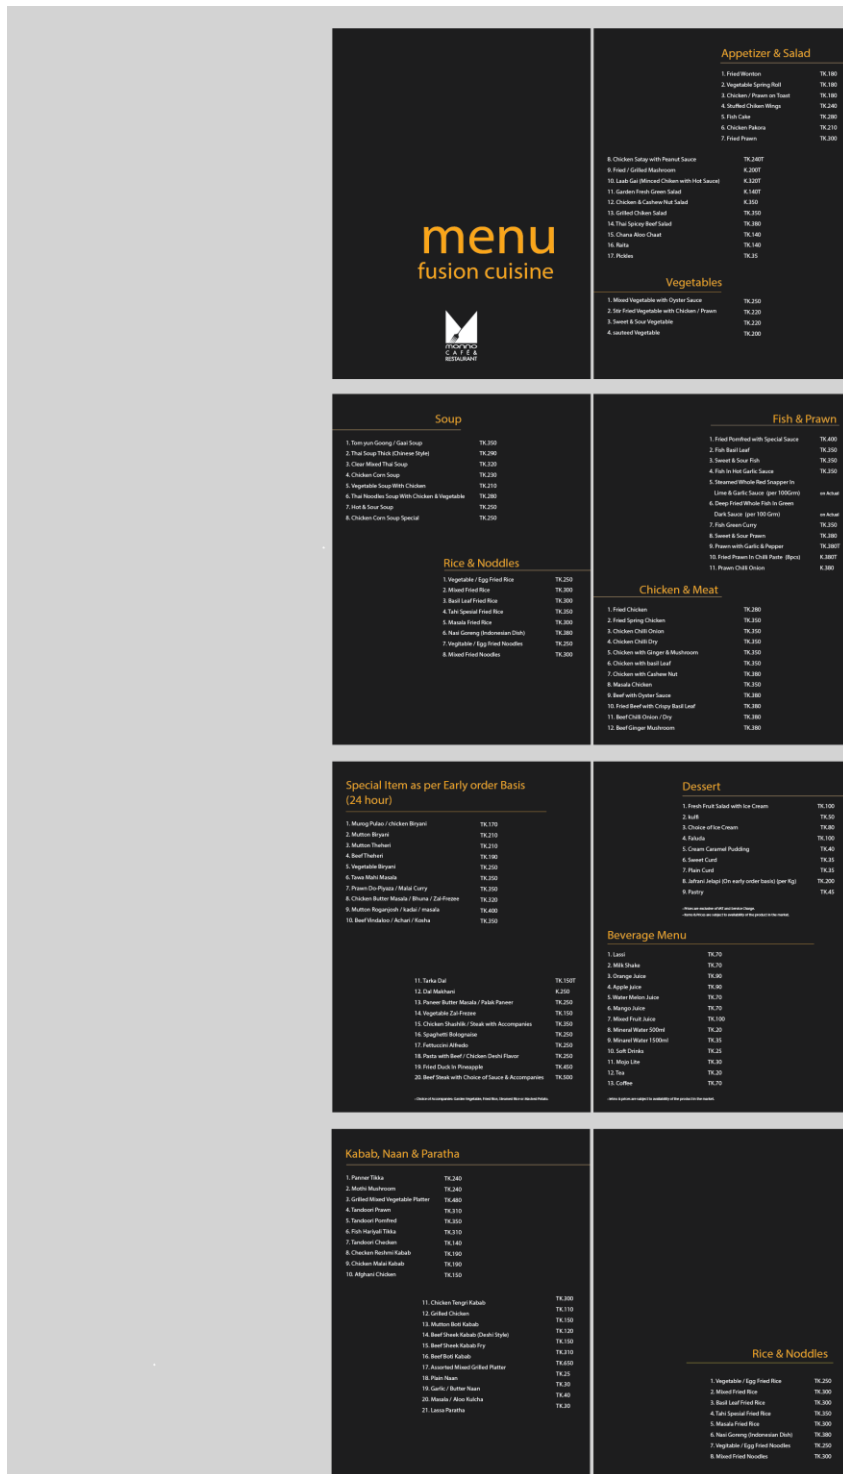 menu
fusion cuisine
monno
CAFE &
RESTAURANT
Appetizer & Salad
1. Fried Wonton TK.180
2. Vegetable Spring Roll TK.180
3. Chicken / Prawn on Toast TK.180
4. Stuffed Chiken Wings TK.240
5. Fish Cake TK.280
6. Chicken Pakora TK.210
7. Fried Prawn TK.300
8. Chicken Satay with Peanut Sauce TK.240T
9. Fried / Grilled Mashroom K.200T
10. Laab Gai (Minced Chiken with Hot Sauce) K.320T
11. Garden Fresh Green Salad K.140T
12. Chicken & Cashew Nut Salad K.350
13. Grilled Chiken Salad TK.350
14. Thai Spicey Beef Salad TK.380
15. Chana Aloo Chaat TK.140
16. Raita TK.140
17. Pickles TK.35
Vegetables
1. Mixed Vegetable with Oyster Sauce TK.250
2. Stir Fried Vegetable with Chicken / Prawn TK.220
3. Sweet & Sour Vegetable TK.220
4. sauteed Vegetable TK.200
Soup
1. Tom yun Goong / Gaai Soup TK.350
2. Thai Soup Thick (Chinese Style) TK.290
3. Clear Mixed Thai Soup TK.320
4. Chicken Corn Soup TK.230
5. Vegetable Soup With Chicken TK.210
6. Thai Noodles Soup With Chicken & Vegetable TK.280
7. Hot & Sour Soup TK.250
8. Chicken Corn Soup Special TK.250
Rice & Noddles
1. Vegetable / Egg Fried Rice TK.250
2. Mixed Fried Rice TK.300
3. Basil Leaf Fried Rice TK.300
4. Tahi Spesial Fried Rice TK.350
5. Masala Fried Rice TK.300
6. Nasi Goreng (Indonesian Dish) TK.380
7. Vegitable / Egg Fried Noodles TK.250
8. Mixed Fried Noodles TK.300
Fish & Prawn
1. Fried Pomfred with Special Sauce TK.400
2. Fish Basil Leaf TK.350
3. Sweet & Sour Fish TK.350
4. Fish In Hot Garlic Sauce TK.350
5. Steamed Whole Red Snapper In
Lime & Garlic Sauce (per 100Grm) on Actual
6. Deep Fried Whole Fish In Green
Dark Sauce (per 100 Grm) on Actual
7. Fish Green Curry TK.350
8. Sweet & Sour Prawn TK.380
9. Prawn with Garlic & Pepper TK.380T
10. Fried Prawn In Chilli Paste (8pcs) K.380T
11. Prawn Chilli Onion K.380
Chicken & Meat
1. Fried Chicken TK.280
2. Fried Spring Chicken TK.350
3. Chicken Chilli Onion TK.350
4. Chicken Chilli Dry TK.350
5. Chicken with Ginger & Mushroom TK.350
6. Chicken with basil Leaf TK.350
7. Chicken with Cashew Nut TK.380
8. Masala Chicken TK.350
9. Beef with Oyster Sauce TK.380
10. Fried Beef with Crispy Basil Leaf TK.380
11. Beef Chilli Onion / Dry TK.380
12. Beef Ginger Mushroom TK.380
Special Item as per Early order Basis
(24 hour)
1. Murog Pulao / chicken Biryani TK.170
2. Mutton Biryani TK.210
3. Mutton Theheri TK.210
4. Beef Theheri TK.190
5. Vegetable Biryani TK.250
6. Tawa Mahi Masala TK.350
7. Prawn Do-Piyaza / Malai Curry TK.350
8. Chicken Butter Masala / Bhuna / Zal-Frezee TK.320
9. Mutton Roganjosh / kadai / masala TK.400
10. Beef Vindaloo / Achari / Rosha TK.350
11. Tarka Dal TK.150T
12. Dal Makhani K.250
13. Paneer Butter Masala / Palak Paneer TK.250
14. Vegetable Zal-Frezee TK.150
15. Chicken Shashlik / Steak with Accompanies TK.350
16. Spaghetti Bolognaise TK.250
17. Fettuccini Alfredo TK.250
18. Pasta with Beef / Chicken Deshi Flavor TK.250
19. Fried Duck In Pineapple TK.450
20. Beef Steak with Choice of Sauce & Accompanies TK.500
Dessert
1. Fresh Fruit Salad with Ice Cream TK.100
2. kulfi TK.50
3. Choice of Ice Cream TK.80
4. Faluda TK.100
5. Cream Caramel Pudding TK.40
6. Sweet Curd TK.35
7. Plain Curd TK.35
8. Jafrani Jelapi (On early order basis) (per Kg) TK.200
9. Pastry TK.45
Beverage Menu
1. Lassi TK.70
2. Milk Shake TK.70
3. Orange Juice TK.90
4. Apple juice TK.90
5. Water Melon Juice TK.70
6. Mango Juice TK.70
7. Mixed Fruit Juice TK.100
8. Mineral Water 500ml TK.20
9. Minarel Water 1500ml TK.35
10. Soft Drinks TK.25
11. Mojo Lite TK.30
12. Tea TK.20
13. Coffee TK.70
Kabab, Naan & Paratha
1. Panner Tikka TK.240
2. Mothi Mushroom TK.240
3. Grilled Mixed Vegetable Platter TK.480
4. Tandoori Prawn TK.310
5. Tandoori Pomfred TK.350
6. Fish Hariyali Tikka TK.310
7. Tandoori Checken TK.140
8. Checken Reshmi Kabab TK.190
9. Chicken Malai Kabab TK.190
10. Afghani Chicken TK.150
11. Chicken Tengri Kabab TK.300
12. Grilled Chicken TK.110
13. Mutton Boti Kabab TK.150
14. Beef Sheek Kabab (Deshi Style) TK.120
15. Beef Sheek Kabab Fry TK.150
16. Beef Boti Kabab TK.310
17. Assorted Mixed Grilled Platter TK.650
18. Plain Naan TK.25
19. Garlic / Butter Naan TK.30
20. Masala / Aloo Kulcha TK.40
21. Lassa Paratha TK.20
Rice & Noddles
1. Vegetable / Egg Fried Rice TK.250
2. Mixed Fried Rice TK.300
3. Basil Leaf Fried Rice TK.300
4. Tahi Special Fried Rice TK.350
5. Masala Fried Rice TK.300
6. Nasi Goreng (Indonesian Dish) TK.380
7. Vegitable / Egg Fried Noodles TK.250
8. Mixed Fried Noodles TK.300